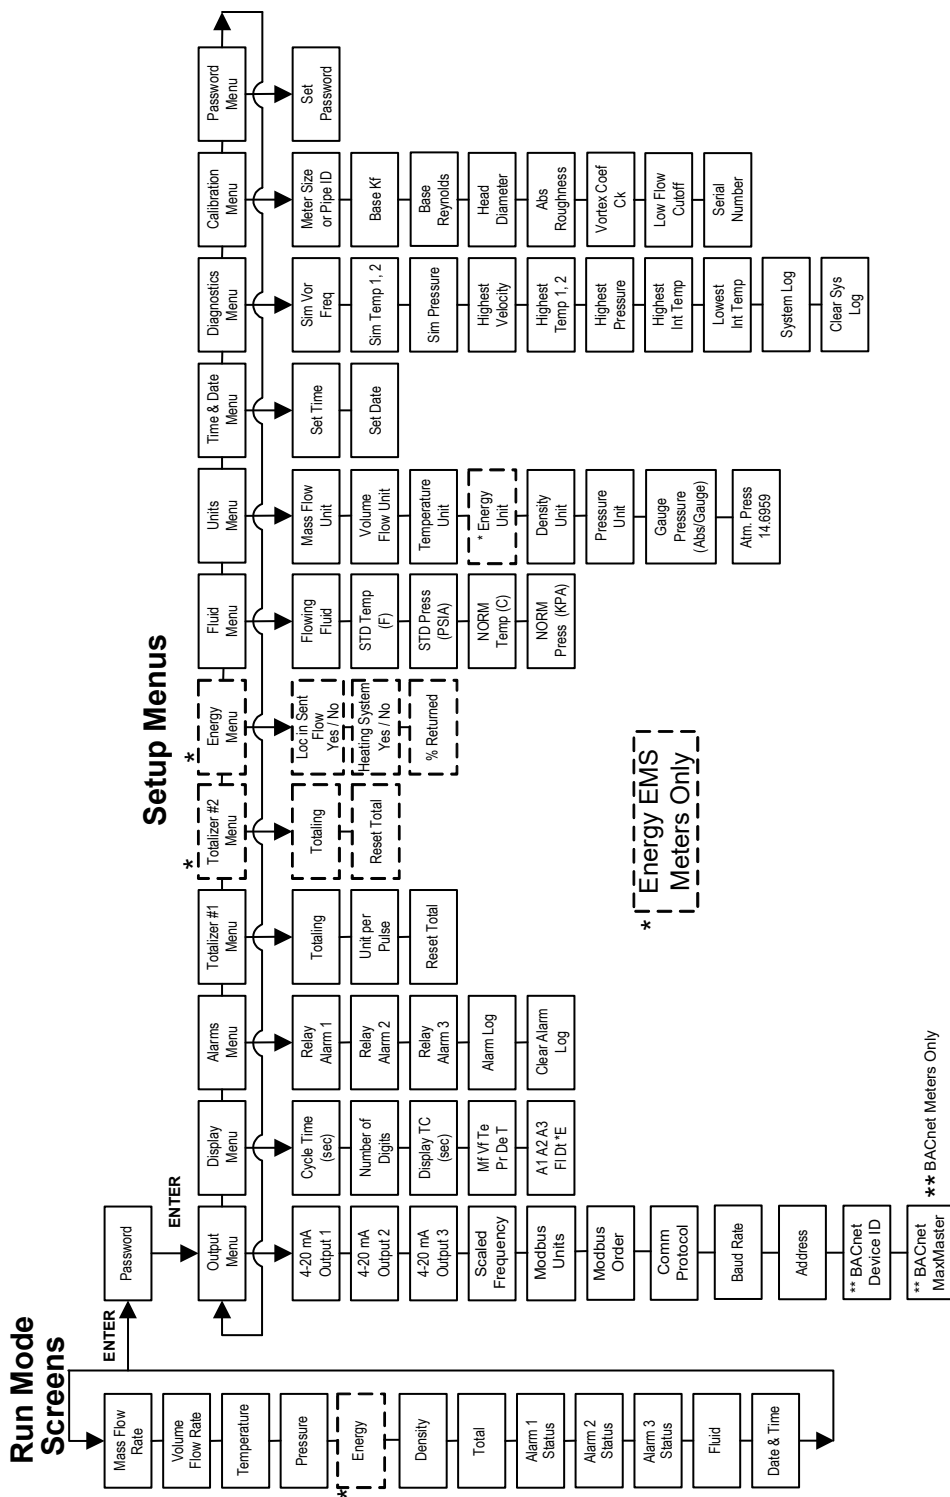 Run Mode
Screens
Mass Flow
Rate
Volume
Flow Rate
Temperature
Pressure
*
Energy
Density
Total
Alarm 1
Status
Alarm 2
Status
Alarm 3
Status
Fluid
Date & Time
ENTER
Password
ENTER
Setup Menus
Output
Menu
4-20 mA
Output 1
4-20 mA
Output 2
4-20 mA
Output 3
Scaled
Frequency
Modbus
Units
Modbus
Order
Comm
Protocol
Baud Rate
Address
** BACnet
Device ID
** BACnet
MaxMaster
Display
Menu
Cycle Time
(sec)
Number of
Digits
Display TC
(sec)
Mf Vf Te
Pr De T
A1 A2 A3
Fl Dt *E
Alarms
Menu
Relay
Alarm 1
Relay
Alarm 2
Relay
Alarm 3
Alarm Log
Clear Alarm
Log
Totalizer #1
Menu
Totaling
Unit per
Pulse
Reset Total
*
Totalizer #2
Menu
Totaling
Reset Total
*
Energy
Menu
Loc in Sent
Flow
Yes / No
Heating System
Yes / No
% Returned
Fluid
Menu
Flowing
Fluid
STD Temp
(F)
STD Press
(PSIA)
NORM
Temp (C)
NORM
Press (KPA)
Units
Menu
Mass Flow
Unit
Volume
Flow Unit
Temperature
Unit
* Energy
Unit
Density
Unit
Pressure
Unit
Gauge
Pressure
(Abs/Gauge)
Atm. Press
14.6959
Time & Date
Menu
Set Time
Set Date
Diagnostics
Menu
Sim Vor
Freq
Sim Temp 1, 2
Sim Pressure
Highest
Velocity
Highest
Temp 1, 2
Highest
Pressure
Highest
Int Temp
Lowest
Int Temp
System Log
Clear Sys
Log
Calibration
Menu
Meter Size
or Pipe ID
Base Kf
Base
Reynolds
Head
Diameter
Abs
Roughness
Vortex Coef
Ck
Low Flow
Cutoff
Serial
Number
Password
Menu
Set
Password
* Energy EMS
Meters Only
** BACnet Meters Only